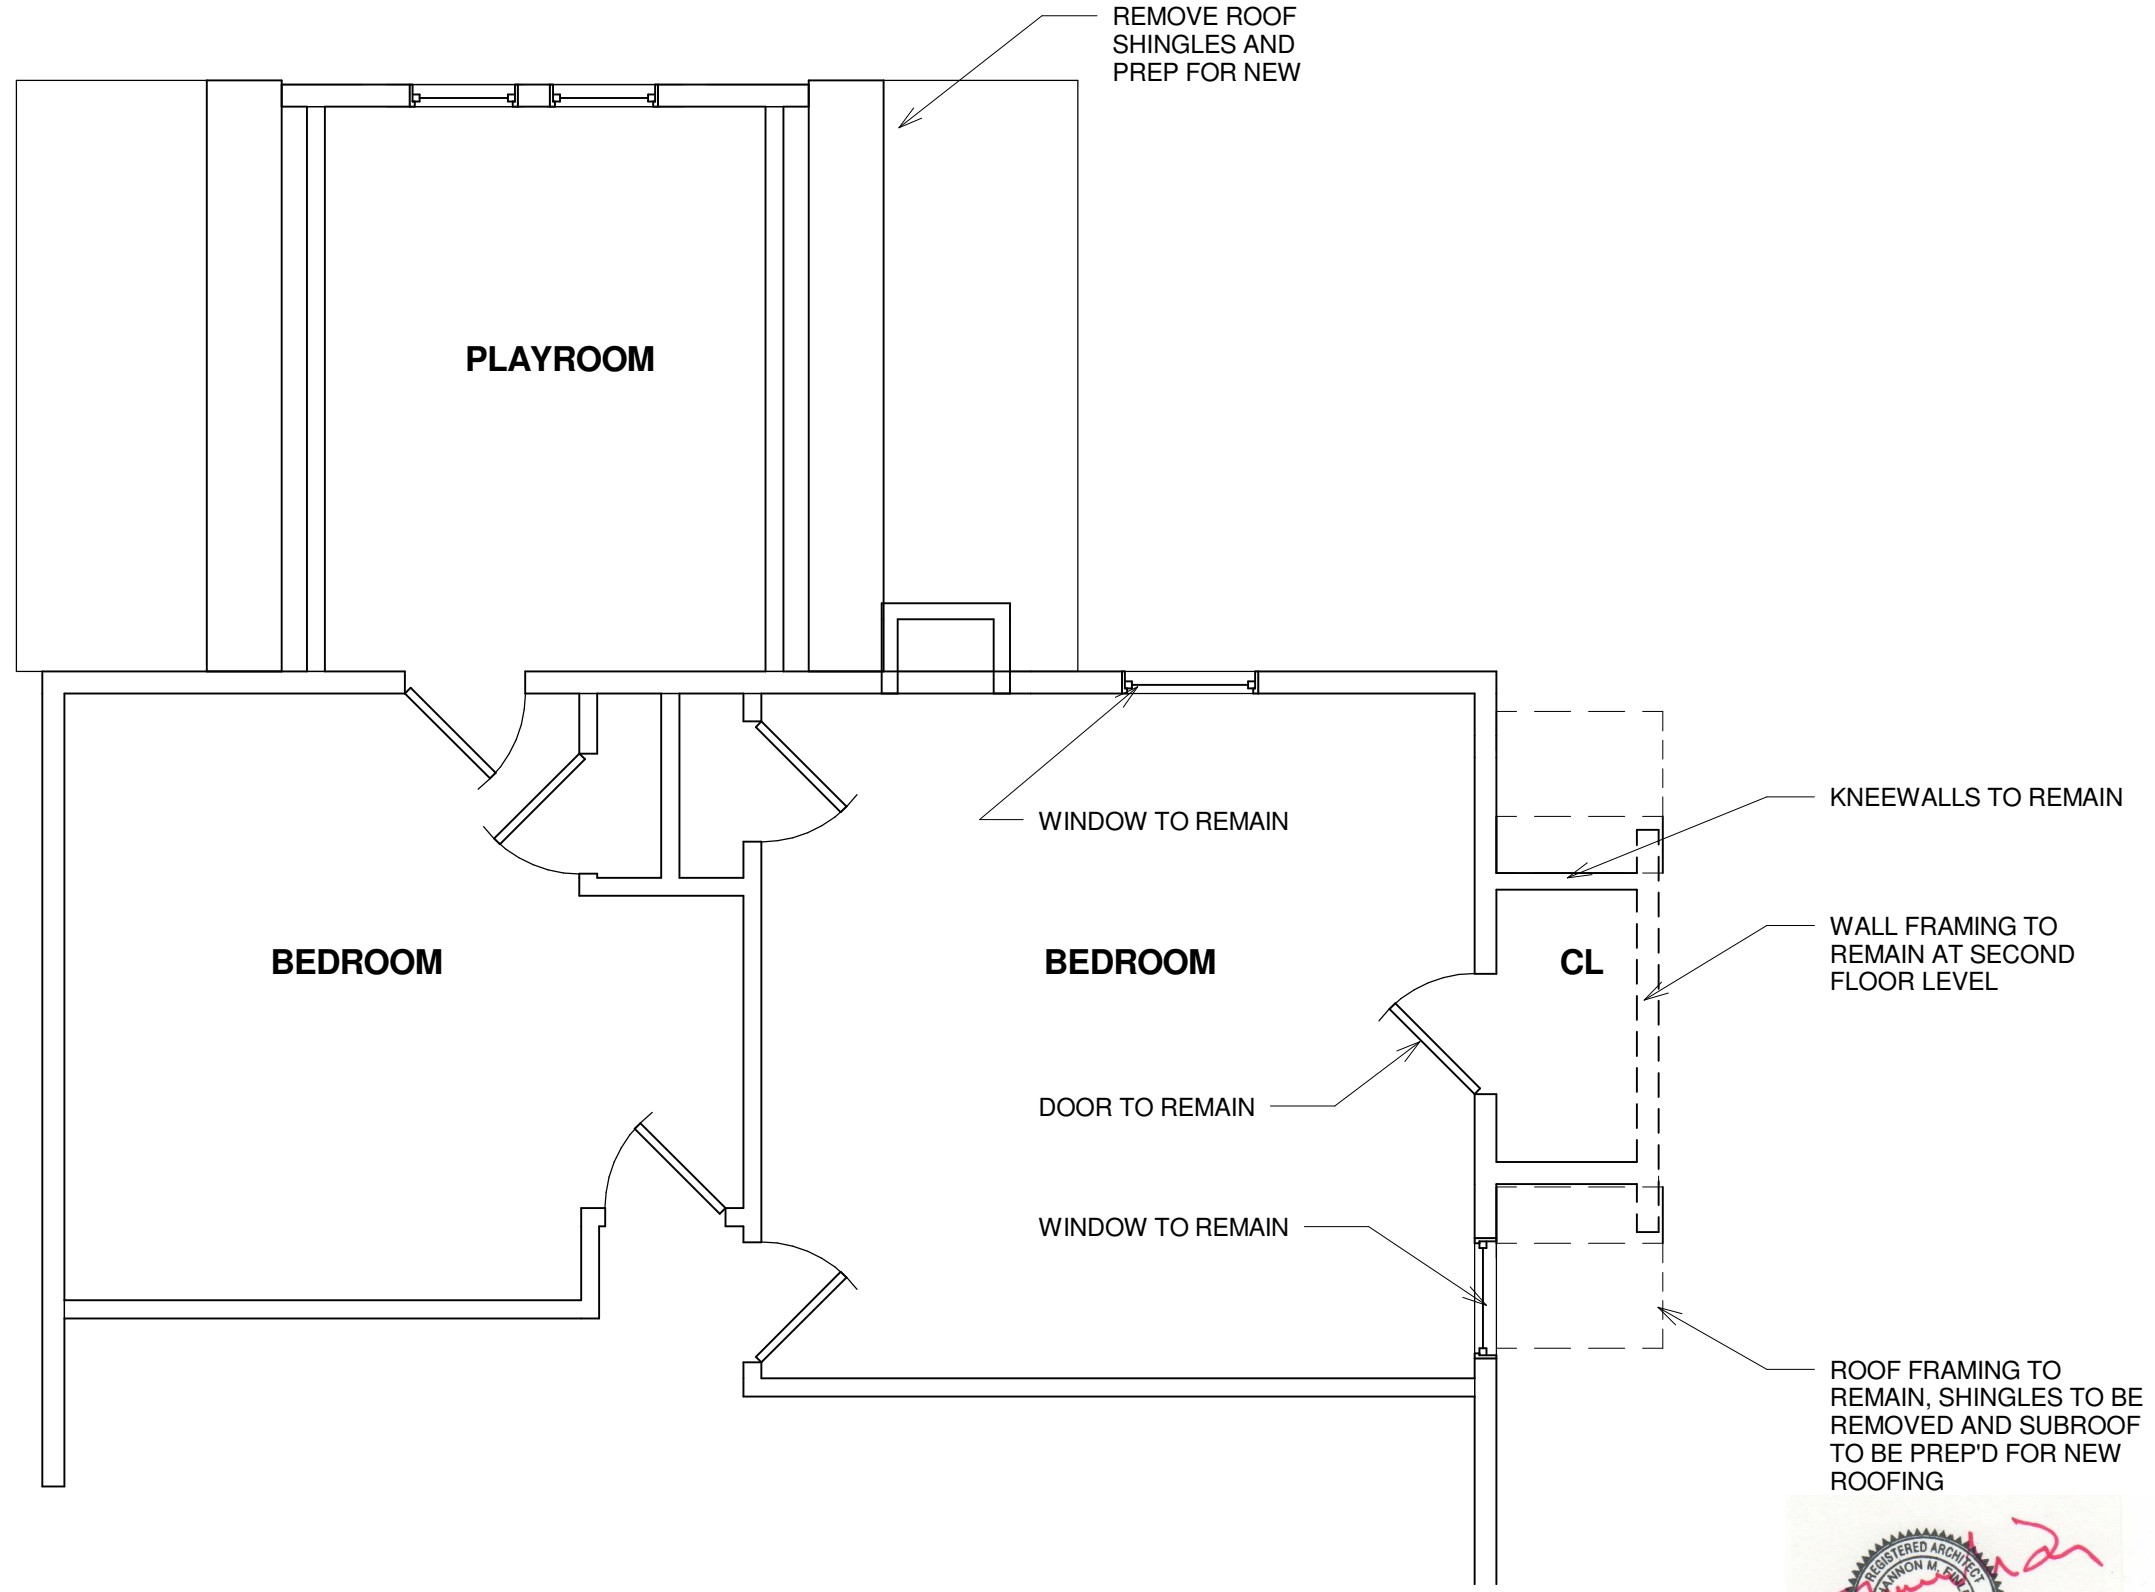 REMOVE ROOF
SHINGLES AND
PREP FOR NEW
PLAYROOM
WINDOW TO REMAIN
KNEEWALLS TO REMAIN
BEDROOM
BEDROOM
CL
WALL FRAMING TO
REMAIN AT SECOND
FLOOR LEVEL
DOOR TO REMAIN
WINDOW TO REMAIN
ROOF FRAMING TO
REMAIN, SHINGLES TO BE
REMOVED AND SUBROOF
TO BE PREP'D FOR NEW
ROOFING
REGISTERED ARCHITECT
M.